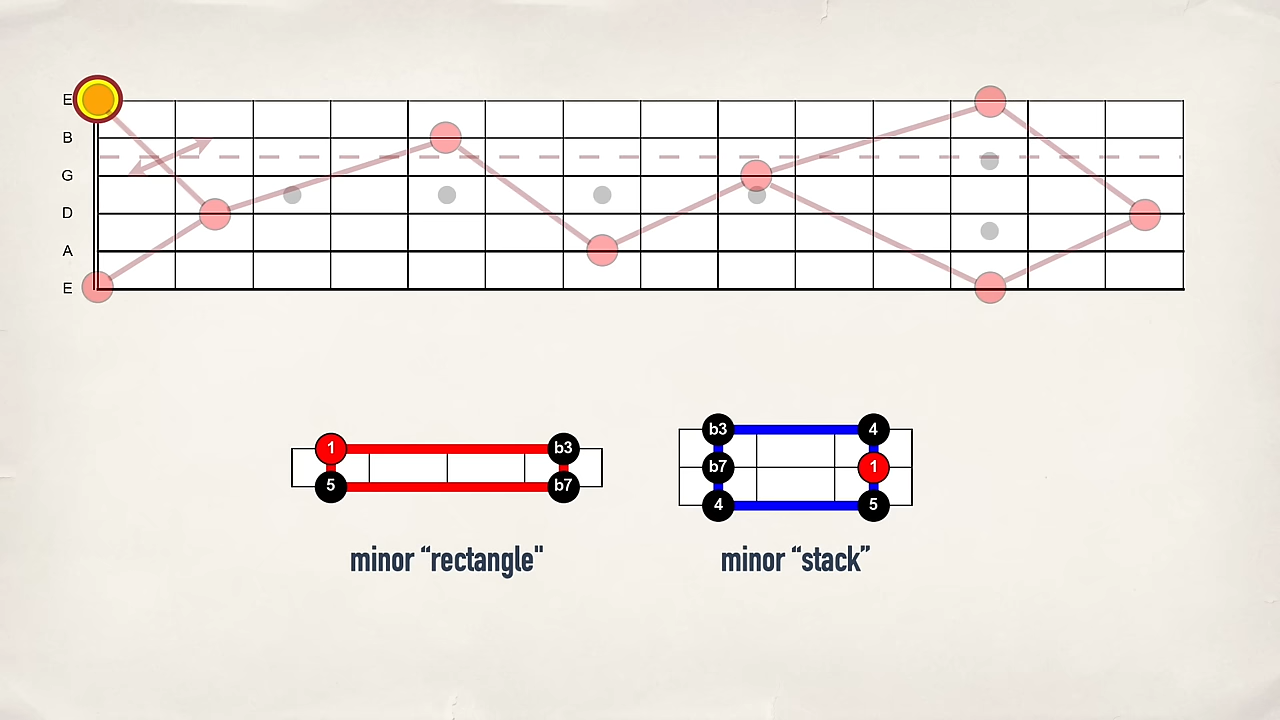 E
B
G
D
A
E
1 b3
5 b7
b3 4
b7 1
4 5
minor “rectangle"
minor “stack”